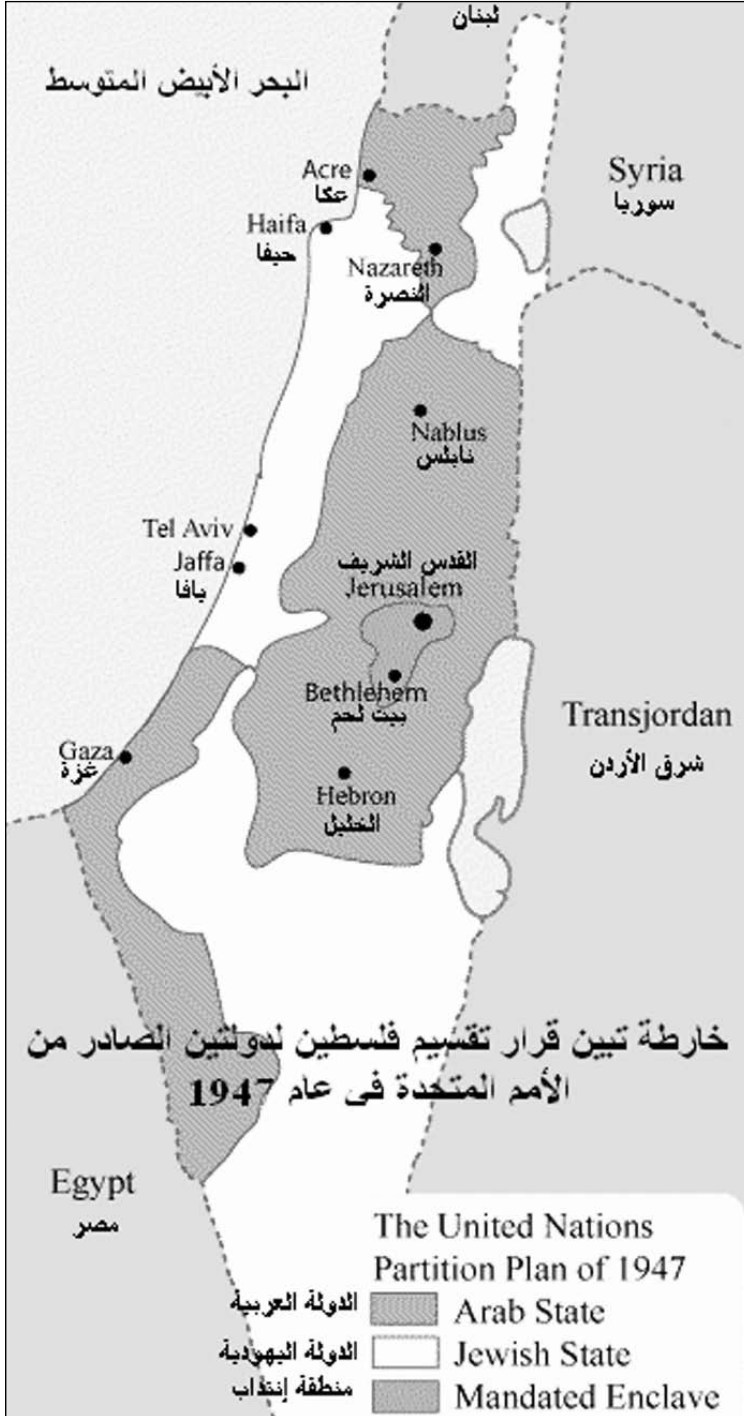 لبنان
البحر الأبيض المتوسط
Acre
عكا
Syria
سوريا
Haifa
حيفا
Nazareth
النصرة
Nablus
نابلس
Tel Aviv
Jaffa
يافا
القدس الشريف
Jerusalem
Bethlehem
بيت لحم
Transjordan
شرق الأردن
Gaza
غزة
Hebron
الخليل
خارطة تبين قرار تقسيم فلسطين لدولتين الصادر من
الأمم المتحدة فى عام 1947
Egypt
مصر
The United Nations
Partition Plan of 1947
الدولة العربية Arab State
الدولة اليهودية Jewish State
منطقة إنتداب Mandated Enclave